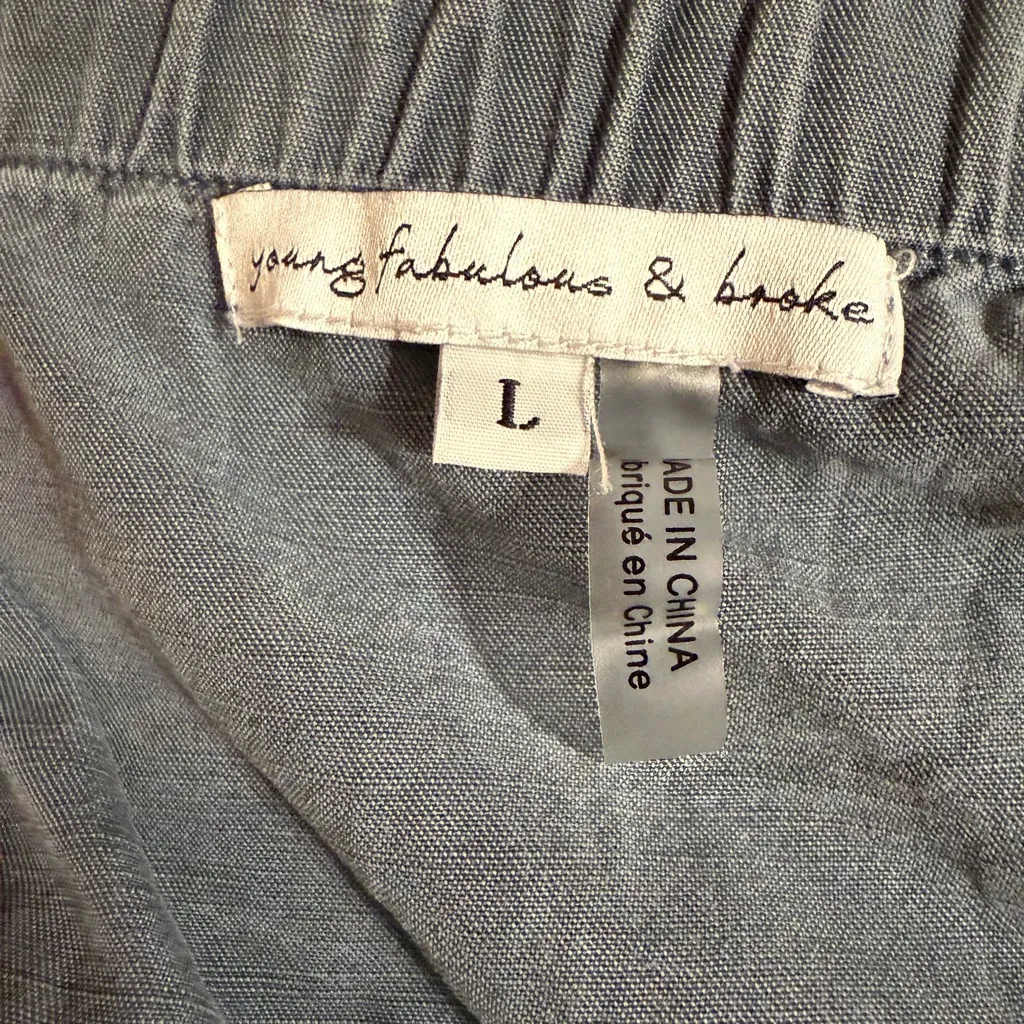 young fabulous & broke
L
ADE IN CHINA
briqué en Chine